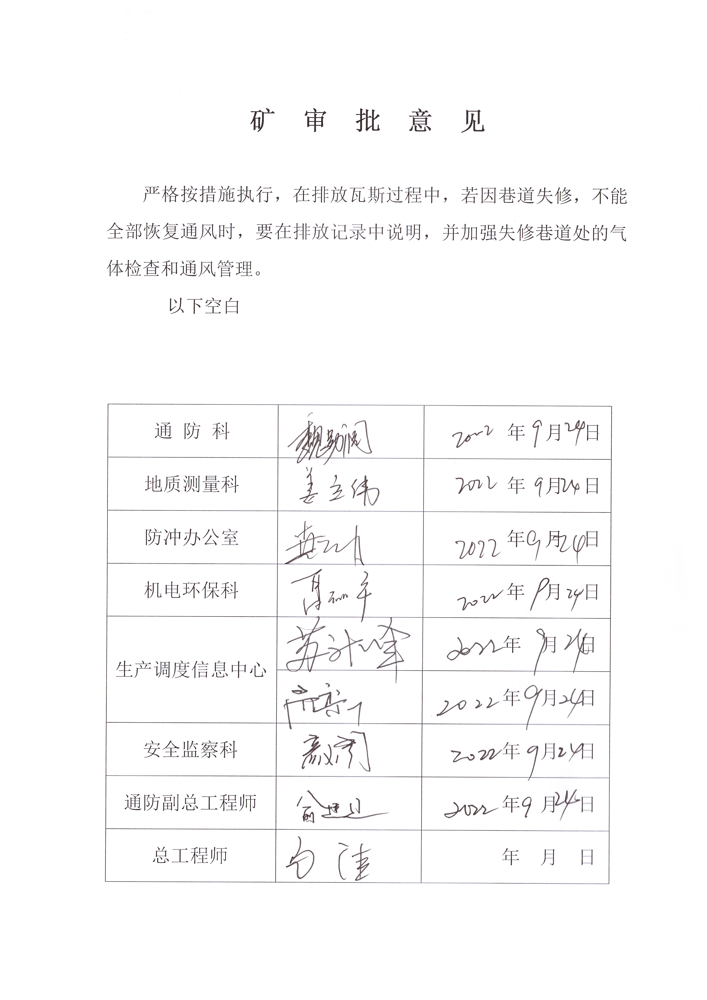 矿 审 批 意 见
严格按措施执行，在排放瓦斯过程中，若因巷道失修，不能
全部恢复通风时，要在排放记录中说明，并加强失修巷道处的气
体检查和通风管理。
以下空白
通 防 科 2022 年 9 月 24 日
地质测量科 姜立伟 2022 年 9 月 24 日
防冲办公室 2022 年 9 月 24 日
机电环保科 2022 年 9 月 24 日
生产调度信息中心 2022 年 9 月 24 日
2022 年 9 月 24 日
安全监察科 2022 年 9 月 24 日
通防副总工程师 2022 年 9 月 24 日
总工程师 年 月 日